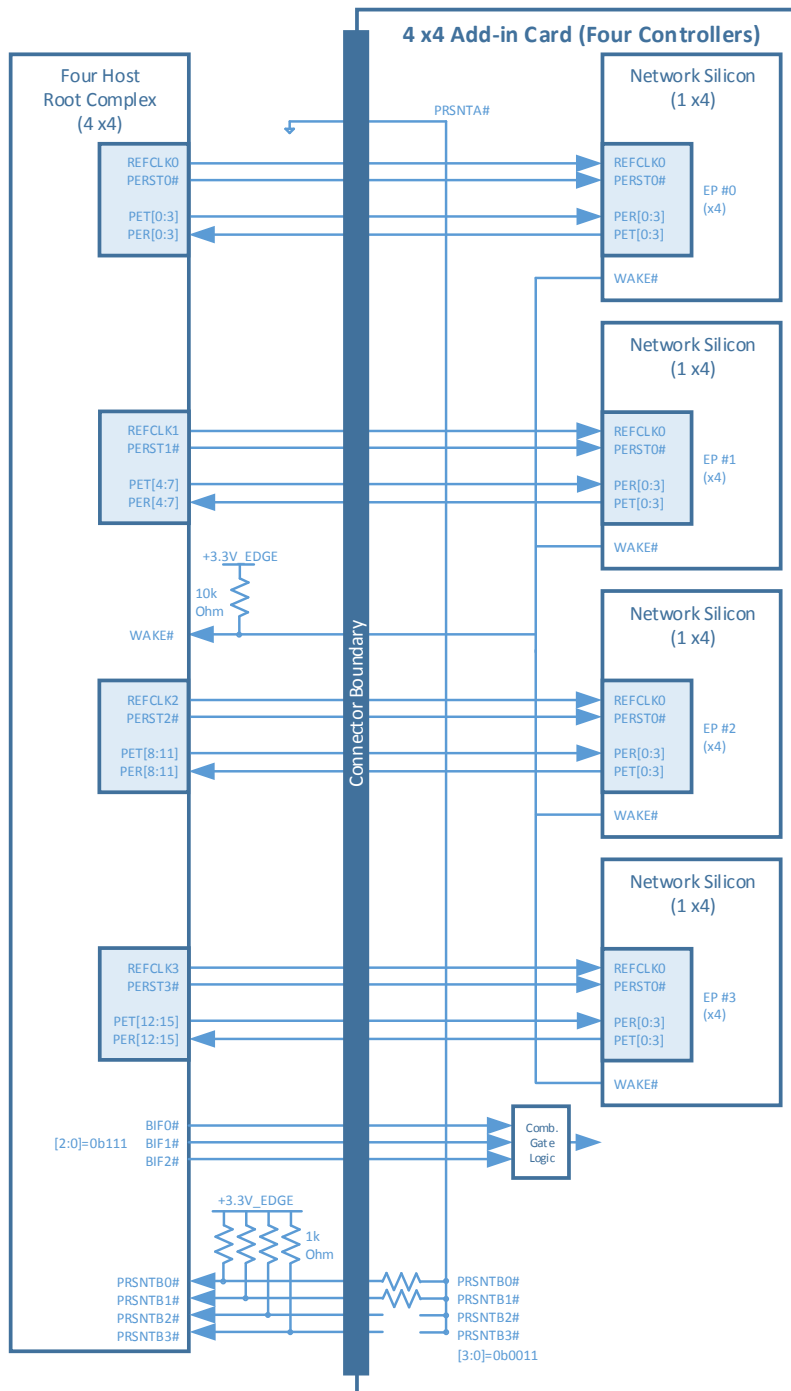 4 x4 Add-in Card (Four Controllers)
Four Host
Root Complex
(4 x4)
Network Silicon
(1 x4)
PRSNTA#
REFCLK0
PERST0#
PET[0:3]
PER[0:3]
REFCLK0
PERST0#
PER[0:3]
PET[0:3]
EP #0
(x4)
WAKE#
Network Silicon
(1 x4)
REFCLK1
PERST1#
PET[4:7]
PER[4:7]
REFCLK0
PERST0#
PER[0:3]
PET[0:3]
EP #1
(x4)
WAKE#
+3.3V_EDGE
10k
Ohm
WAKE#
Connector Boundary
Network Silicon
(1 x4)
REFCLK2
PERST2#
PET[8:11]
PER[8:11]
REFCLK0
PERST0#
PER[0:3]
PET[0:3]
EP #2
(x4)
WAKE#
Network Silicon
(1 x4)
REFCLK3
PERST3#
PET[12:15]
PER[12:15]
REFCLK0
PERST0#
PER[0:3]
PET[0:3]
EP #3
(x4)
WAKE#
[2:0]=0b111
BIF0#
BIF1#
BIF2#
Comb.
Gate
Logic
+3.3V_EDGE
1k
Ohm
PRSNTB0#
PRSNTB1#
PRSNTB2#
PRSNTB3#
PRSNTB0#
PRSNTB1#
PRSNTB2#
PRSNTB3#
[3:0]=0b0011